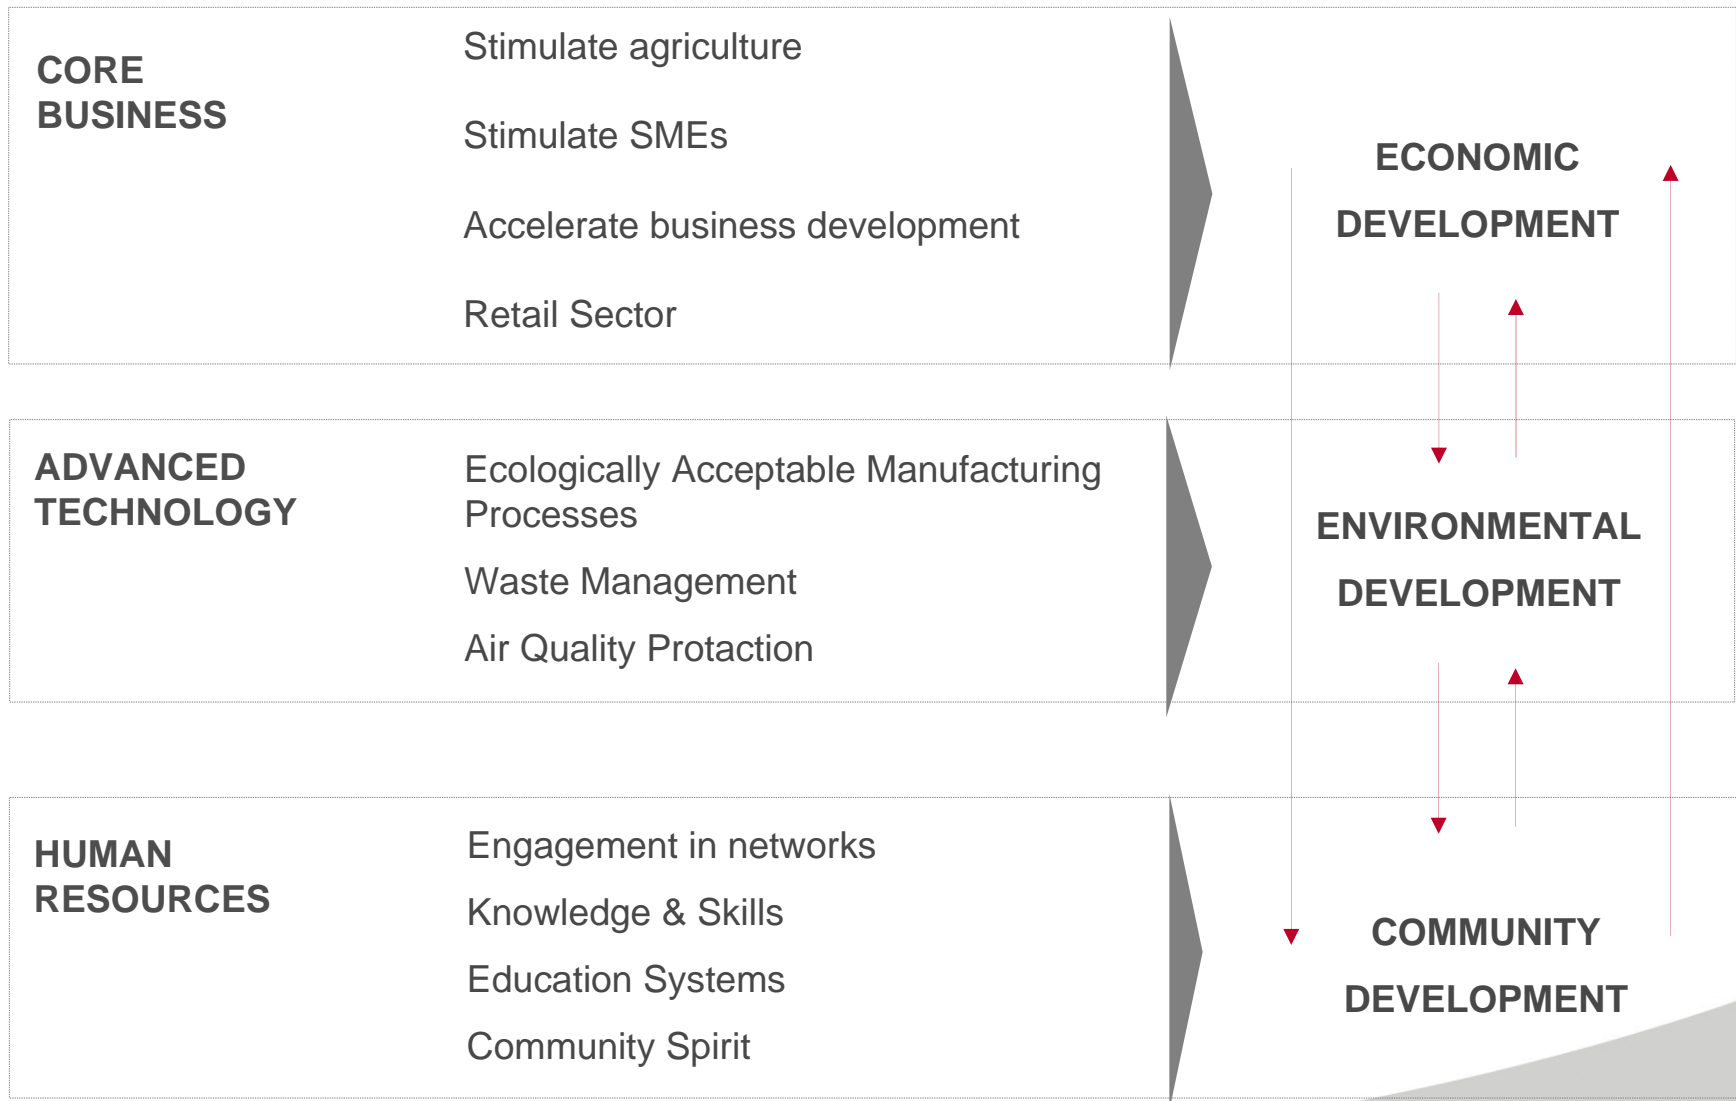 CORE
BUSINESS
Stimulate agriculture
Stimulate SMEs
Accelerate business development
Retail Sector
ECONOMIC
DEVELOPMENT
ADVANCED
TECHNOLOGY
Ecologically Acceptable Manufacturing
Processes
Waste Management
Air Quality Protaction
ENVIRONMENTAL
DEVELOPMENT
HUMAN
RESOURCES
Engagement in networks
Knowledge & Skills
Education Systems
Community Spirit
COMMUNITY
DEVELOPMENT